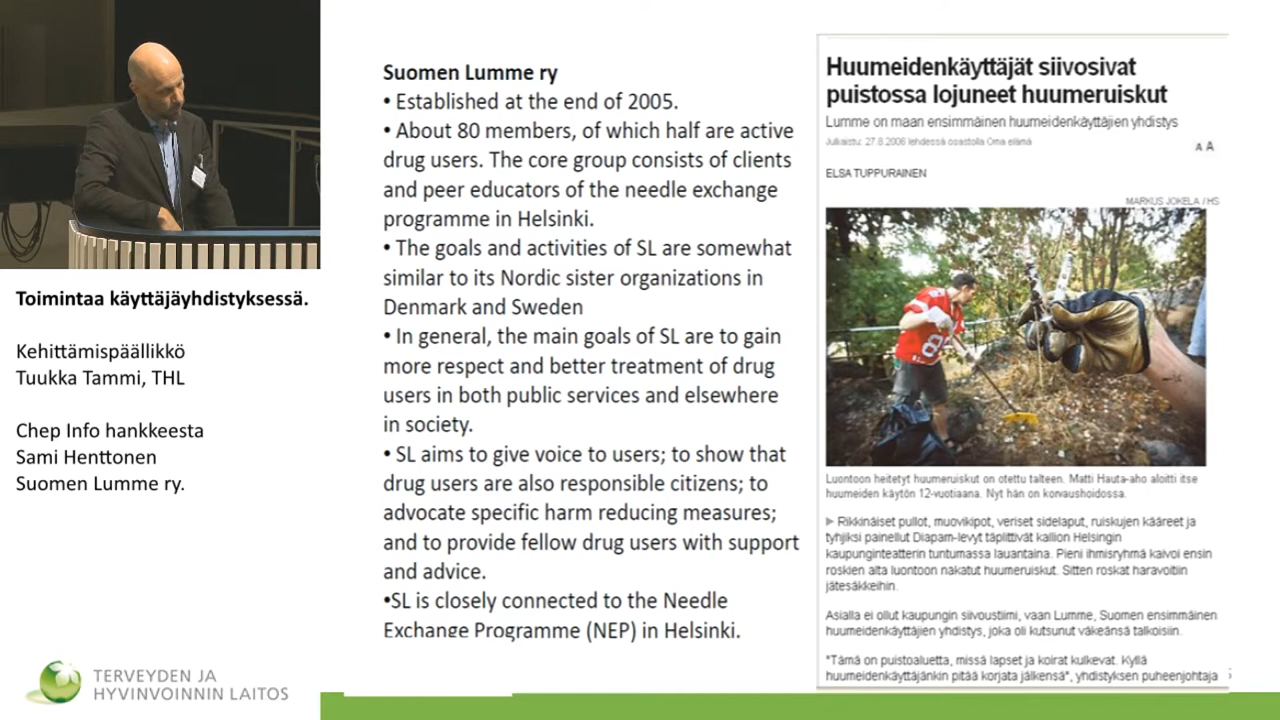 Toimintaa käyttäjäyhdistyksessä.
Kehittämispäällikkö
Tuukka Tammi, THL
Chep Info hankkeesta
Sami Henttonen
Suomen Lumme ry.
TERVEYDEN JA
HYVINVOINNIN LAITOS
Suomen Lumme ry
• Established at the end of 2005.
• About 80 members, of which half are active
drug users. The core group consists of clients
and peer educators of the needle exchange
programme in Helsinki.
• The goals and activities of SL are somewhat
similar to its Nordic sister organizations in
Denmark and Sweden
• In general, the main goals of SL are to gain
more respect and better treatment of drug
users in both public services and elsewhere
in society.
• SL aims to give voice to users; to show that
drug users are also responsible citizens; to
advocate specific harm reducing measures;
and to provide fellow drug users with support
and advice.
•SL is closely connected to the Needle
Exchange Programme (NEP) in Helsinki.
Huumeidenkäyttäjät siivosivat
puistossa lojuneet huumeruiskut
Lumme on maan ensimmäinen huumeidenkäyttäjien yhdistys
Julkaistu: 27.8.2006 lehdessä osastolla Oma elämä
A A
ELSA TUPPURAINEN
MARKUS JOKELA / HS
Luontoon heitetyt huumeruiskut on otettu talteen. Matti Hauta-aho aloitti itse
huumeiden käytön 12-vuotiaana. Nyt hän on korvaushoidossa.
Rikkinäiset pullot, muovikipot, veriset sidelaput, ruiskujen kääreet ja
tyhjiksi painellut Diapam-levyt täplittivät kallion Helsingin
kaupunginteatterin tuntumassa lauantaina. Pieni ihmisryhmä kaivoi ensin
roskien alta luontoon nakatut huumeruiskut. Sitten roskat haravoitiin
jätesäkkeihin.
Asialla ei ollut kaupungin siivoustiimi, vaan Lumme, Suomen ensimmäinen
huumeidenkäyttäjien yhdistys, joka oli kutsunut väkeänsä talkoisiin.
"Tämä on puistoaluetta, missä lapset ja koirat kulkevat. Kyllä
huumeidenkäyttäjänkin pitää korjata jälkensä", yhdistyksen puheenjohtaja